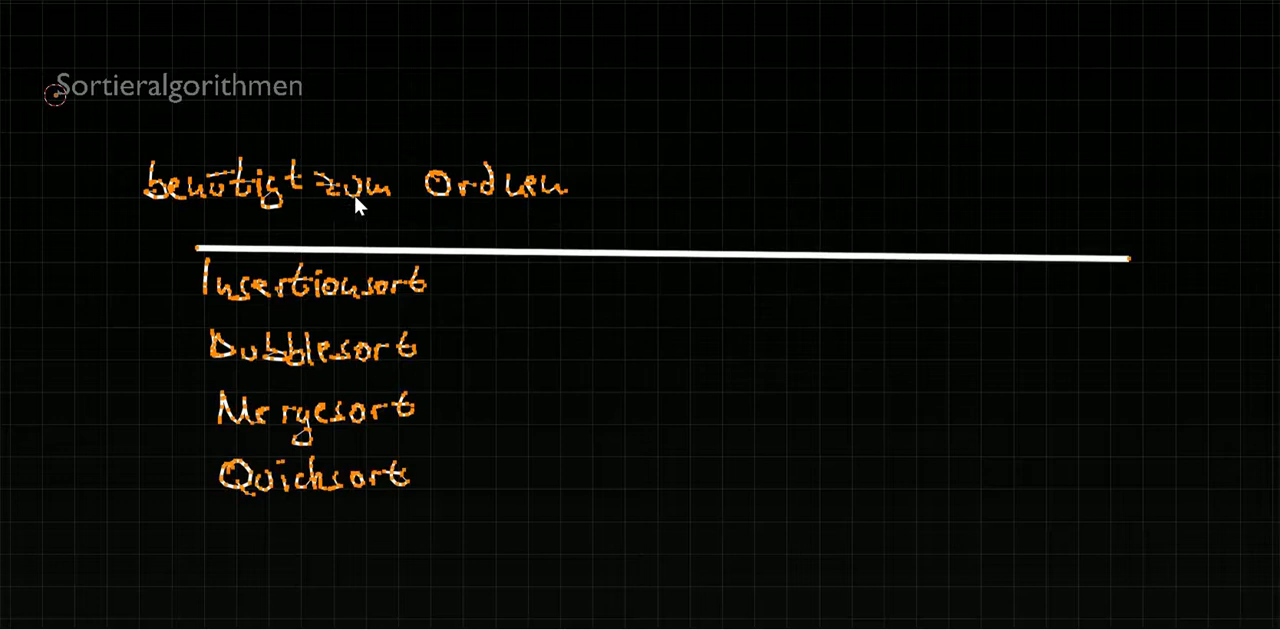 Sortieralgorithmen
benötigt zum Ordnen
Insertionsort
Bubblesort
Mergesort
Quicksort